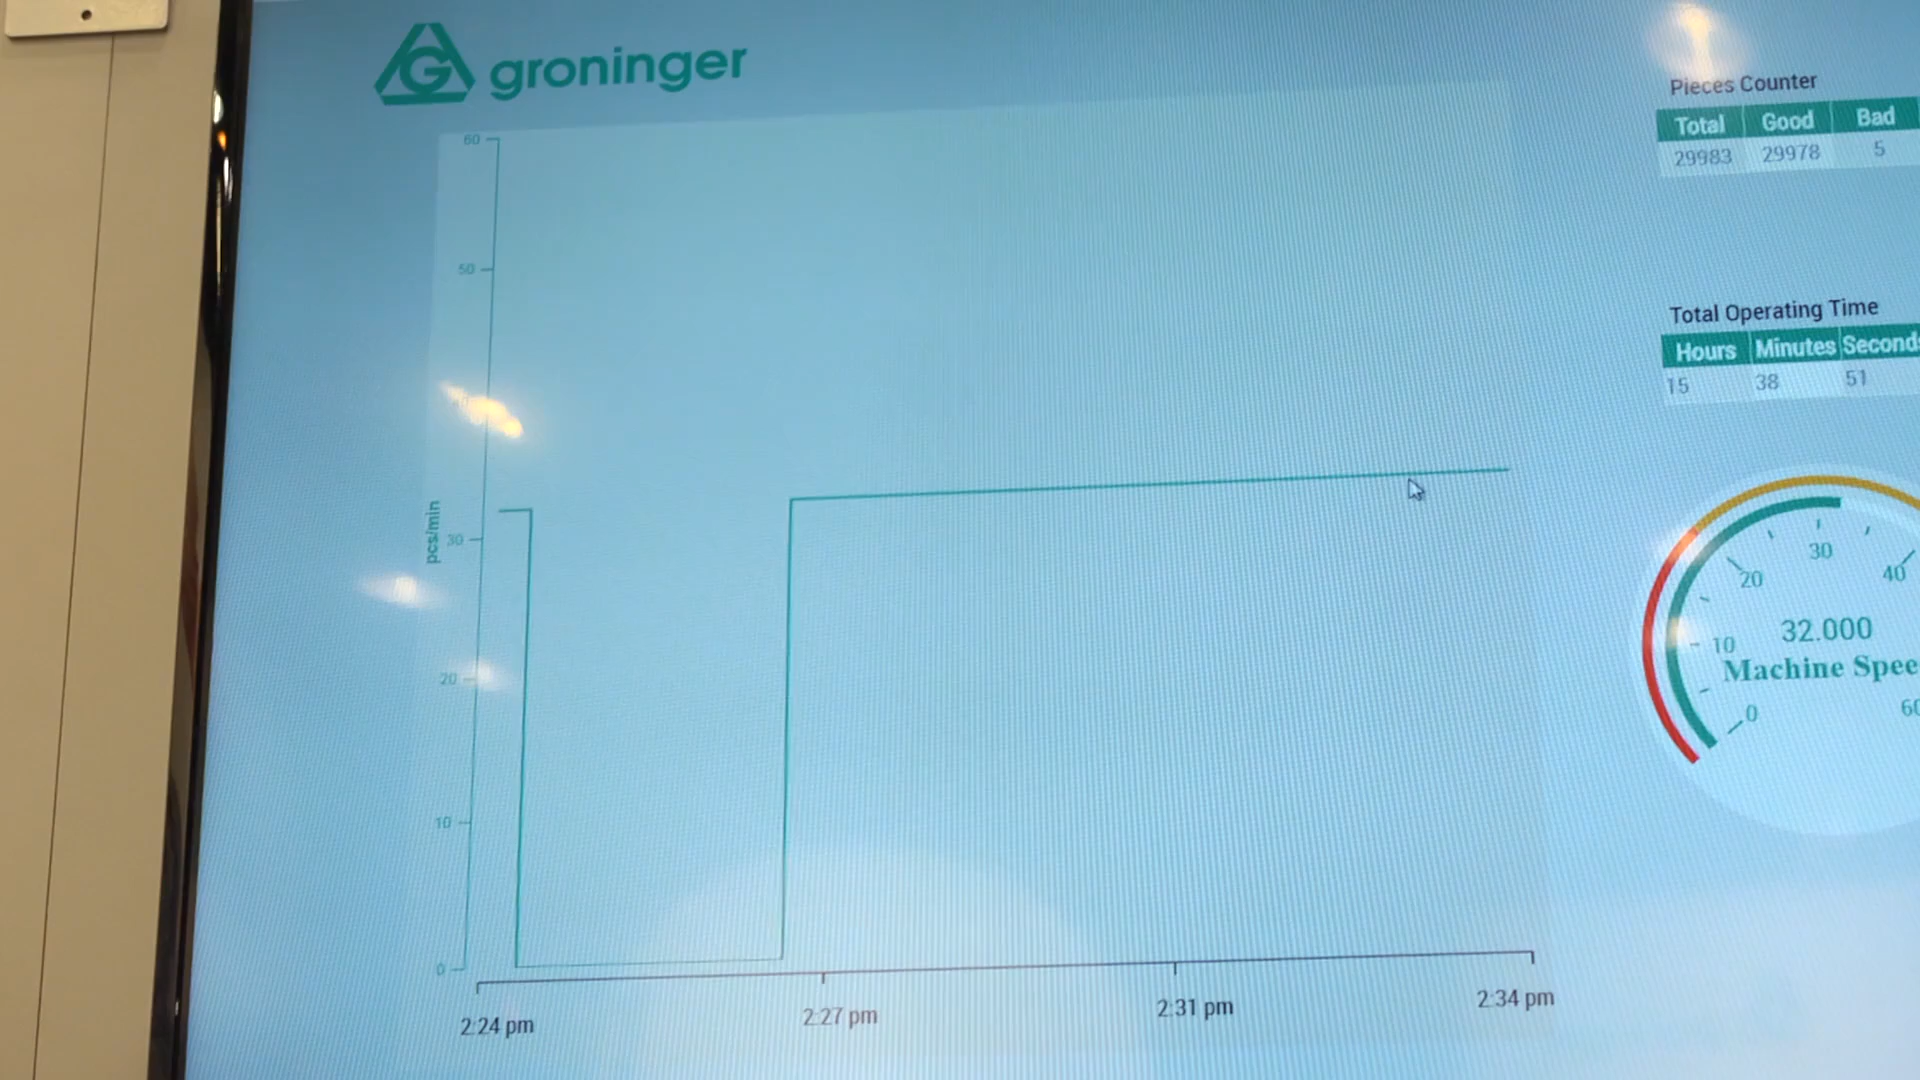 groninger
60
50
pcs/min
30
20
10
0
2:24 pm
2:27 pm
2:31 pm
2:34 pm
Pieces Counter
Total Good Bad
29983 29978 5
Total Operating Time
Hours Minutes Second
15 38 51
30
20
40
10
32.000
Machine Spee
0
60